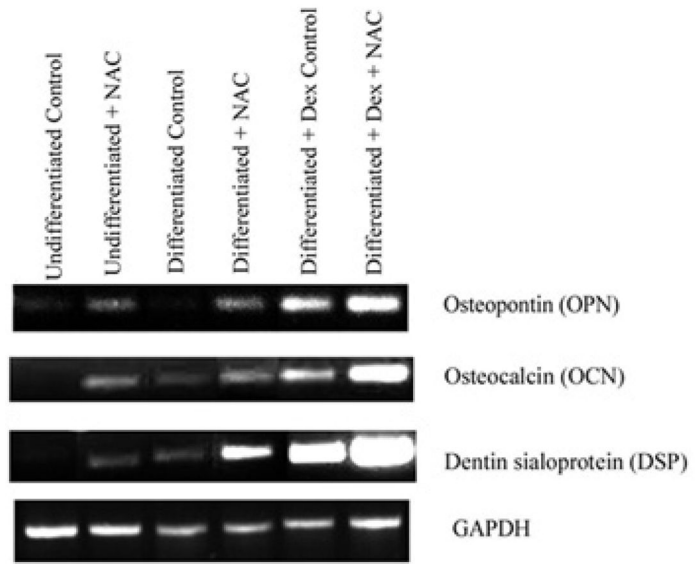 Undifferentiated Control
Undifferentiated + NAC
Differentiated Control
Differentiated + NAC
Differentiated + Dex Control
Differentiated + Dex + NAC
Osteopontin (OPN)
Osteocalcin (OCN)
Dentin sialoprotein (DSP)
GAPDH